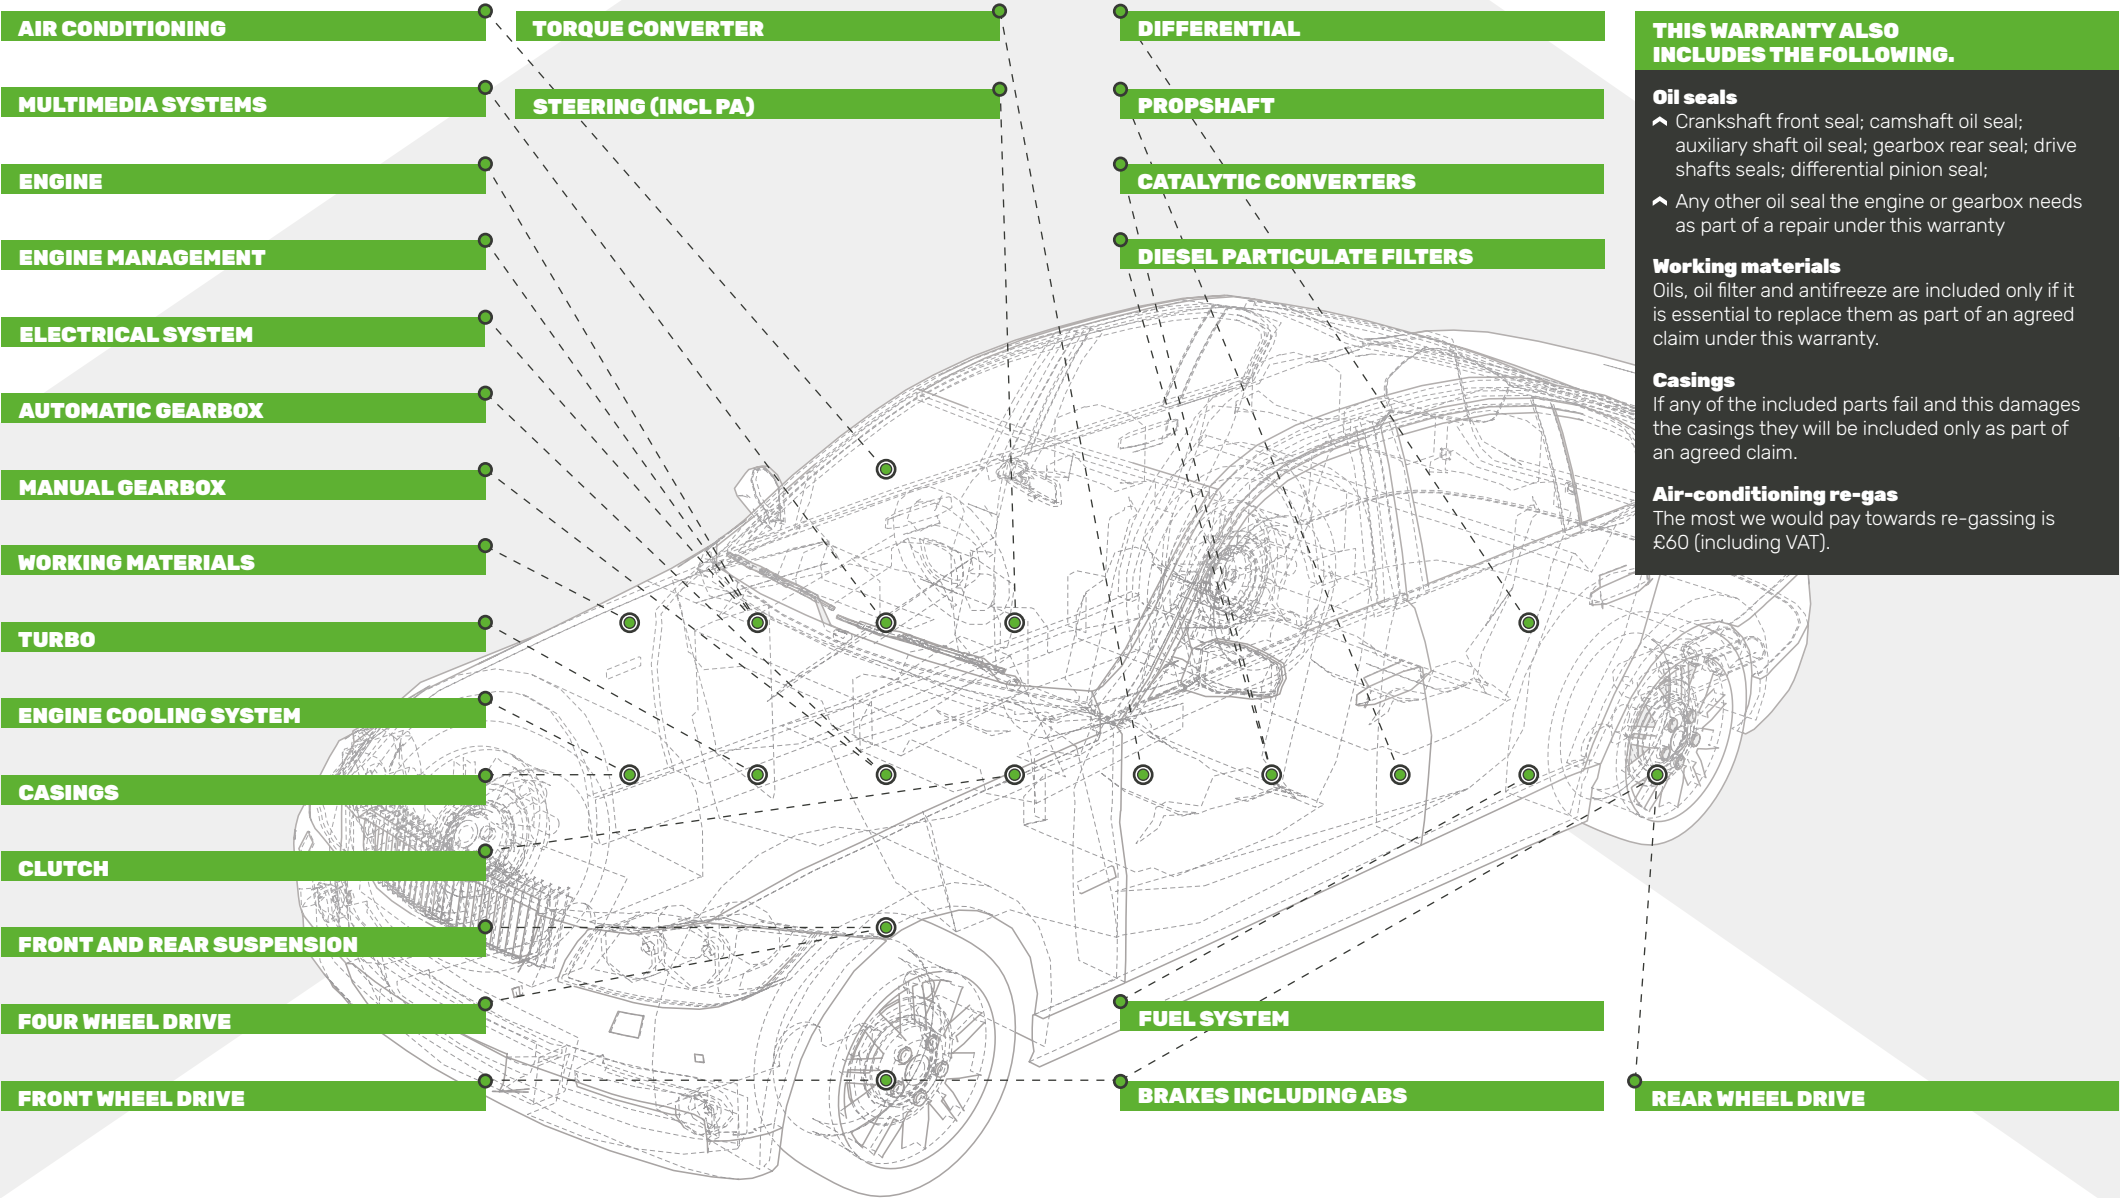 AIR CONDITIONING
MULTIMEDIA SYSTEMS
ENGINE
ENGINE MANAGEMENT
ELECTRICAL SYSTEM
AUTOMATIC GEARBOX
MANUAL GEARBOX
WORKING MATERIALS
TURBO
ENGINE COOLING SYSTEM
CASINGS
CLUTCH
FRONT AND REAR SUSPENSION
FOUR WHEEL DRIVE
FRONT WHEEL DRIVE
TORQUE CONVERTER
STEERING (INCL PA)
DIFFERENTIAL
PROPSHAFT
CATALYTIC CONVERTERS
DIESEL PARTICULATE FILTERS
FUEL SYSTEM
BRAKES INCLUDING ABS
THIS WARRANTY ALSO
INCLUDES THE FOLLOWING.
Oil seals
Crankshaft front seal; camshaft oil seal;
auxiliary shaft oil seal; gearbox rear seal; drive
shafts seals; differential pinion seal;
Any other oil seal the engine or gearbox needs
as part of a repair under this warranty
Working materials
Oils, oil filter and antifreeze are included only if it
is essential to replace them as part of an agreed
claim under this warranty.
Casings
If any of the included parts fail and this damages
the casings they will be included only as part of
an agreed claim.
Air-conditioning re-gas
The most we would pay towards re-gassing is
£60 (including VAT).
REAR WHEEL DRIVE